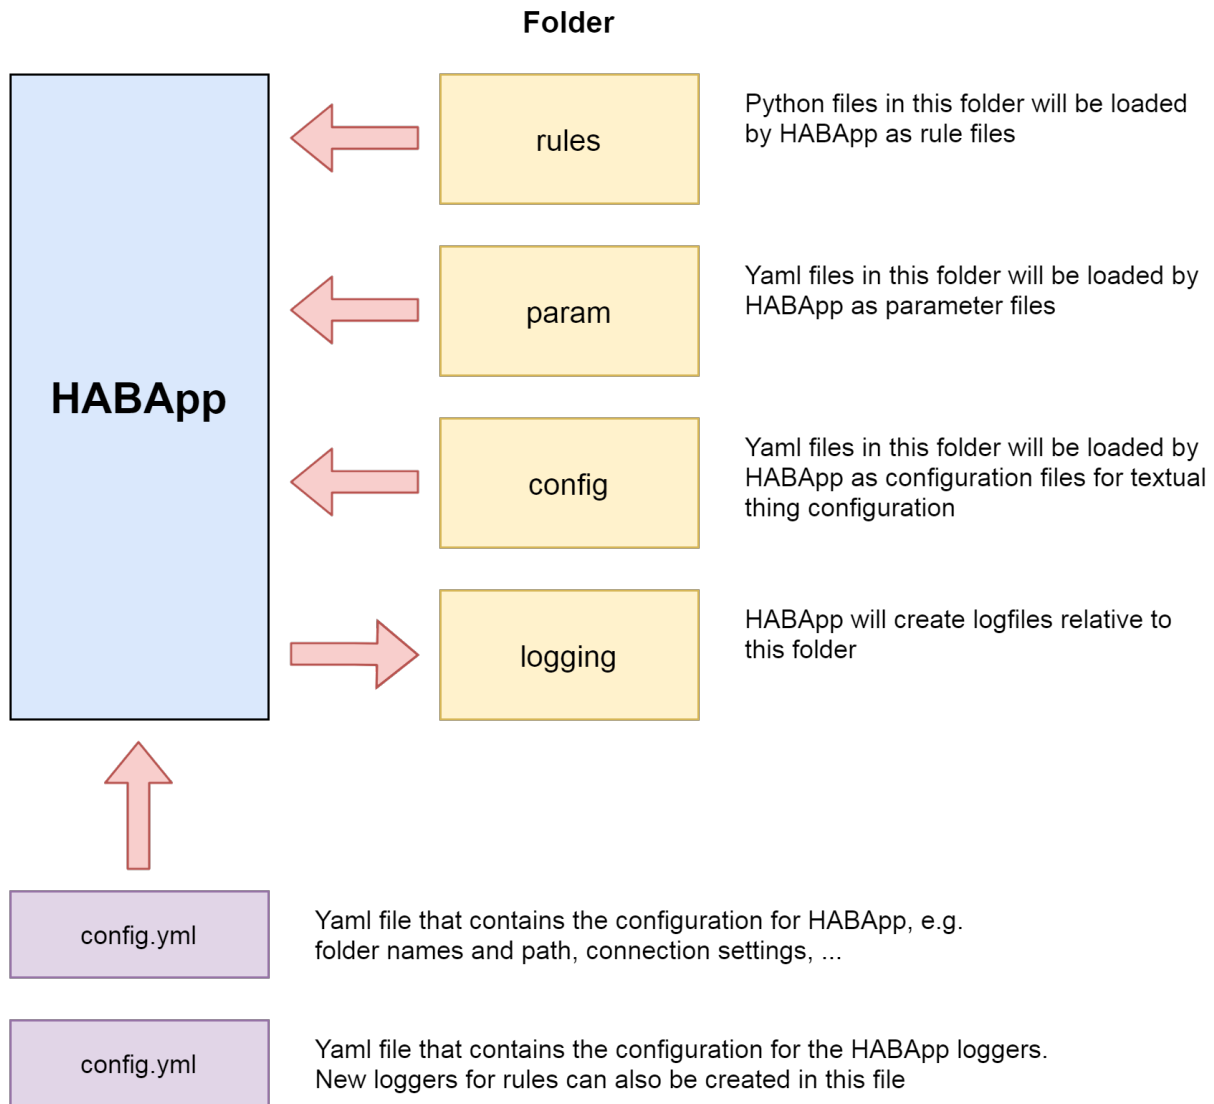 Folder
HABApp
rules
Python files in this folder will be loaded
by HABApp as rule files
param
Yaml files in this folder will be loaded by
HABApp as parameter files
config
Yaml files in this folder will be loaded by
HABApp as configuration files for textual
thing configuration
logging
HABApp will create logfiles relative to
this folder
config.yml
Yaml file that contains the configuration for HABApp, e.g.
folder names and path, connection settings, ...
config.yml
Yaml file that contains the configuration for the HABApp loggers.
New loggers for rules can also be created in this file